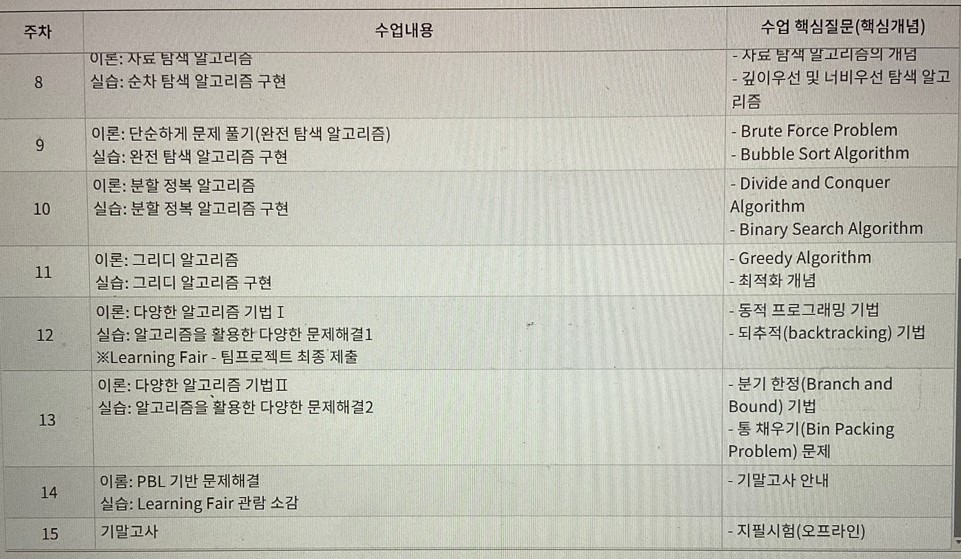 주차 수업내용 수업 핵심질문(핵심개념)
8
이론: 자료 탐색 알고리즘
실습: 순차 탐색 알고리즘 구현
- 자료 탐색 알고리즘의 개념
- 깊이우선 및 너비우선 탐색 알고
리즘
9
이론: 단순하게 문제 풀기(완전 탐색 알고리즘)
실습: 완전 탐색 알고리즘 구현
- Brute Force Problem
- Bubble Sort Algorithm
10
이론: 분할 정복 알고리즘
실습: 분할 정복 알고리즘 구현
- Divide and Conquer
Algorithm
- Binary Search Algorithm
11
이론: 그리디 알고리즘
실습: 그리디 알고리즘 구현
- Greedy Algorithm
- 최적화 개념
12
이론: 다양한 알고리즘 기법Ⅰ
실습: 알고리즘을 활용한 다양한 문제해결1
※Learning Fair - 팀프로젝트 최종 제출
- 동적 프로그래밍 기법
- 되추적(backtracking) 기법
13
이론: 다양한 알고리즘 기법Ⅱ
실습: 알고리즘을 활용한 다양한 문제해결2
- 분기 한정(Branch and
Bound) 기법
- 통 채우기(Bin Packing
Problem) 문제
14
이롬: PBL 기반 문제해결
실습: Learning Fair 관람 소감
- 기말고사 안내
15
기말고사
- 지필시험(오프라인)